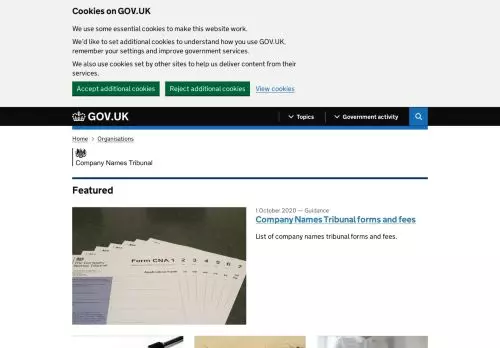 Cookies on GOV.UK
We use some essential cookies to make this website work.
We'd like to set additional cookies to understand how you use GOV.UK,
remember your settings and improve government services.
We also use cookies set by other sites to help us deliver content from their
services.
Accept additional cookies Reject additional cookies View cookies
GOV.UK Topics Government activity
Home Organisations
Company Names Tribunal
Featured
1 October 2020 — Guidance
Company Names Tribunal forms and fees
List of company names tribunal forms and fees.
Form CNA 1 2 3 4 5 6 7